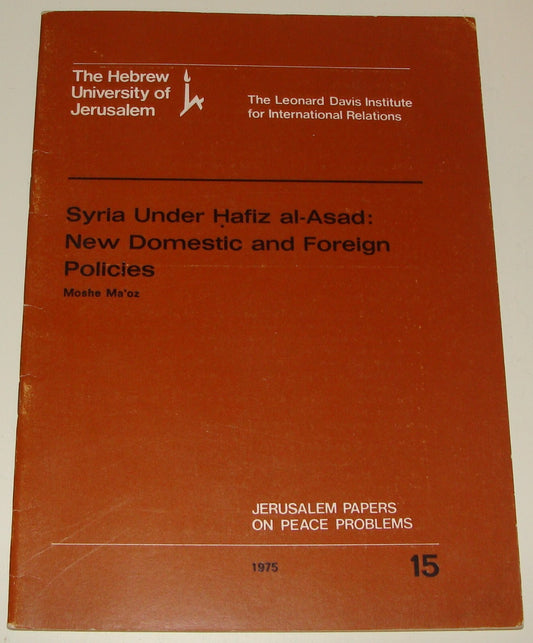 The Hebrew
University of
Jerusalem
The Leonard Davis Institute
for International Relations
Syria Under Ḥafiz al-Asad:
New Domestic and Foreign
Policies
Moshe Ma'oz
JERUSALEM PAPERS
ON PEACE PROBLEMS
1975
15